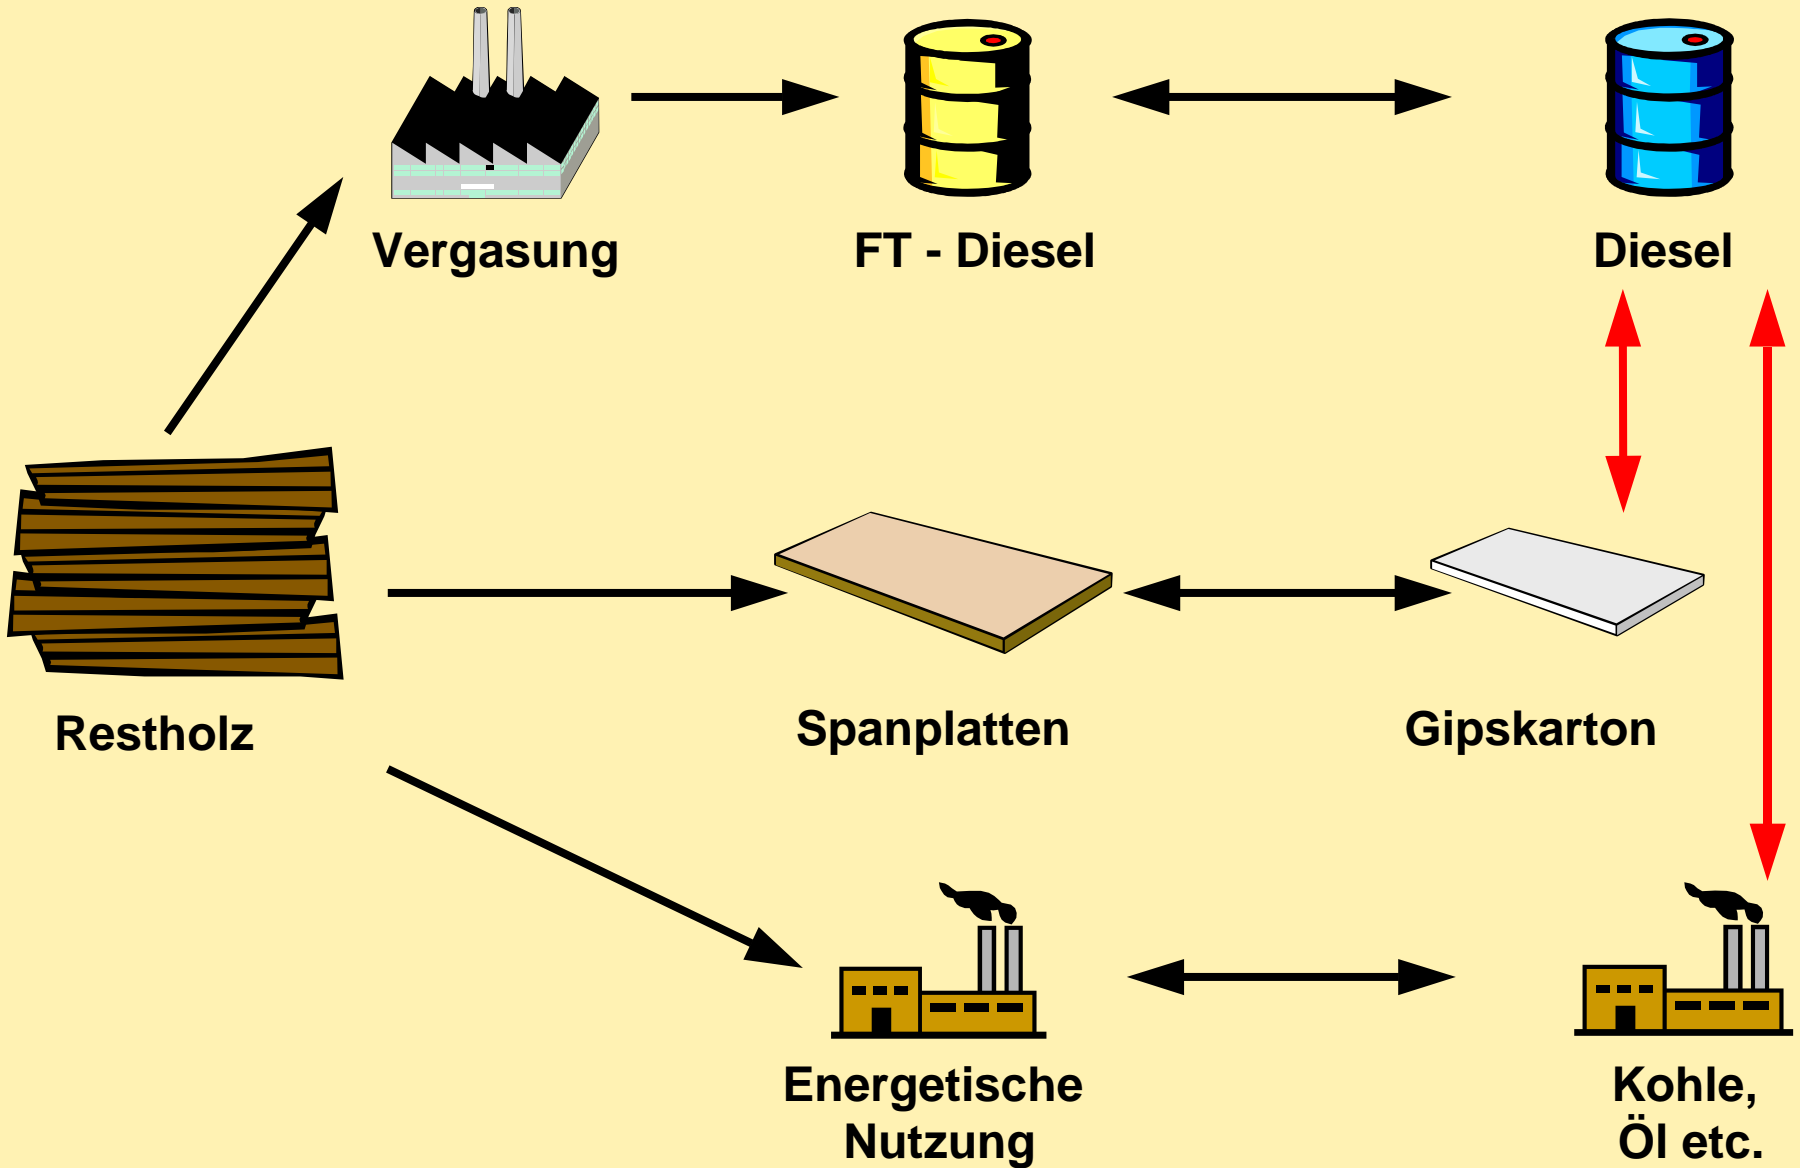 Vergasung
FT - Diesel
Diesel
Restholz
Spanplatten
Gipskarton
Energetische
Nutzung
Kohle,
Öl etc.